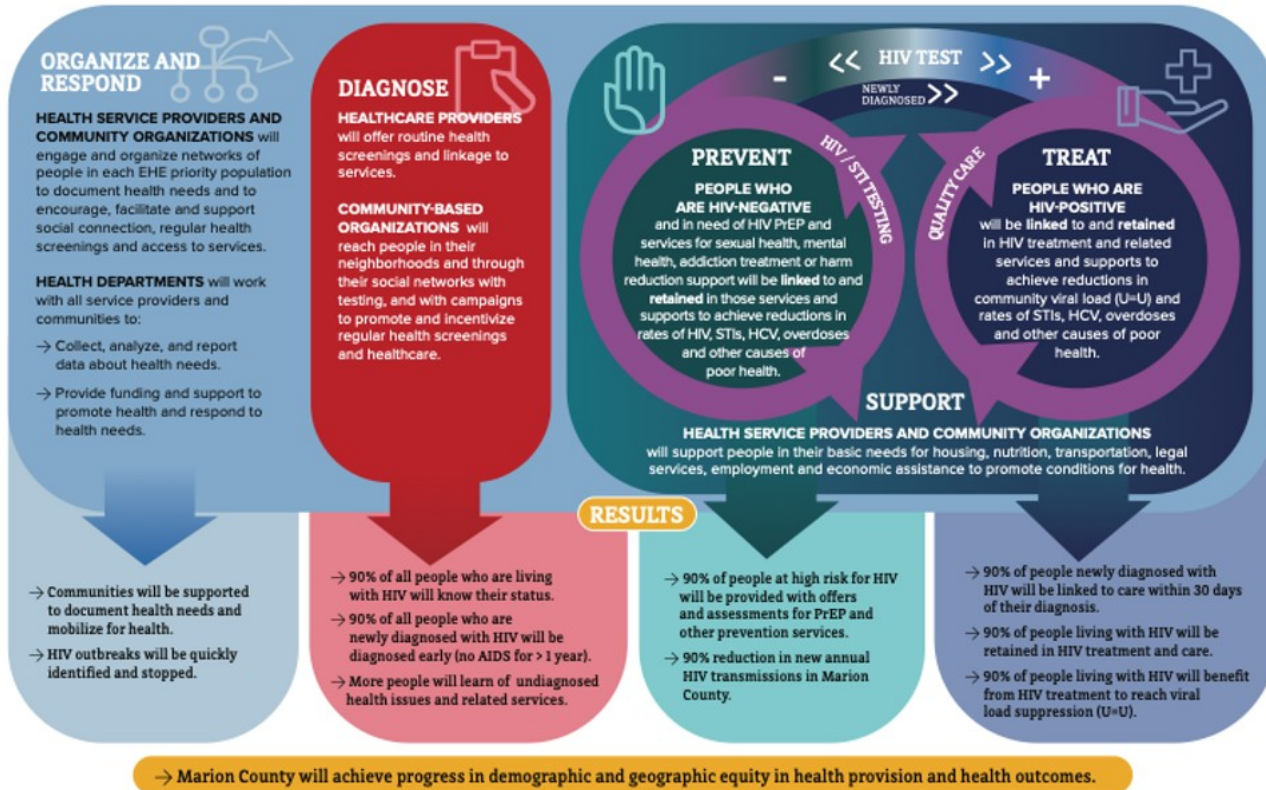 ORGANIZE AND
RESPOND
HEALTH SERVICE PROVIDERS AND
COMMUNITY ORGANIZATIONS will
engage and organize networks of
people in each EHE priority population
to document health needs and to
encourage, facilitate and support
social connection, regular health
screenings and access to services.
HEALTH DEPARTMENTS will work
with all service providers and
communities to:
→ Collect, analyze, and report
data about health needs.
→ Provide funding and support to
promote health and respond to
health needs.
DIAGNOSE
HEALTHCARE PROVIDERS
will offer routine health
screenings and linkage to
services.
COMMUNITY-BASED
ORGANIZATIONS will
reach people in their
neighborhoods and through
their social networks with
testing, and with campaigns
to promote and incentivize
regular health screenings
and healthcare.
- << HIV TEST >> +
NEWLY
DIAGNOSED >>
PREVENT
PEOPLE WHO
ARE HIV-NEGATIVE
and in need of HIV PrEP and
services for sexual health, mental
health, addiction treatment or harm
reduction support will be linked to and
retained in those services and
supports to achieve reductions in
rates of HIV, STIs, HCV, overdoses
and other causes of
poor health.
HIV / STI TESTING
QUALITY CARE
TREAT
PEOPLE WHO ARE
HIV-POSITIVE
will be linked to and retained
in HIV treatment and related
services and supports to
achieve reductions in
community viral load (U=U) and
rates of STIs, HCV, overdoses
and other causes of poor
health.
SUPPORT
HEALTH SERVICE PROVIDERS AND COMMUNITY ORGANIZATIONS
will support people in their basic needs for housing, nutrition, transportation, legal
services, employment and economic assistance to promote conditions for health.
RESULTS
→ Communities will be supported
to document health needs and
mobilize for health.
→ HIV outbreaks will be quickly
identified and stopped.
→ 90% of all people who are living
with HIV will know their status.
→ 90% of all people who are
newly diagnosed with HIV will be
diagnosed early (no AIDS for > 1 year).
→ More people will learn of undiagnosed
health issues and related services.
→ 90% of people at high risk for HIV
will be provided with offers
and assessments for PrEP and
other prevention services.
→ 90% reduction in new annual
HIV transmissions in Marion
County.
→ 90% of people newly diagnosed with
HIV will be linked to care within 30 days
of their diagnosis.
→ 90% of people living with HIV will be
retained in HIV treatment and care.
→ 90% of people living with HIV will benefit
from HIV treatment to reach viral
load suppression (U=U).
→ Marion County will achieve progress in demographic and geographic equity in health provision and health outcomes.